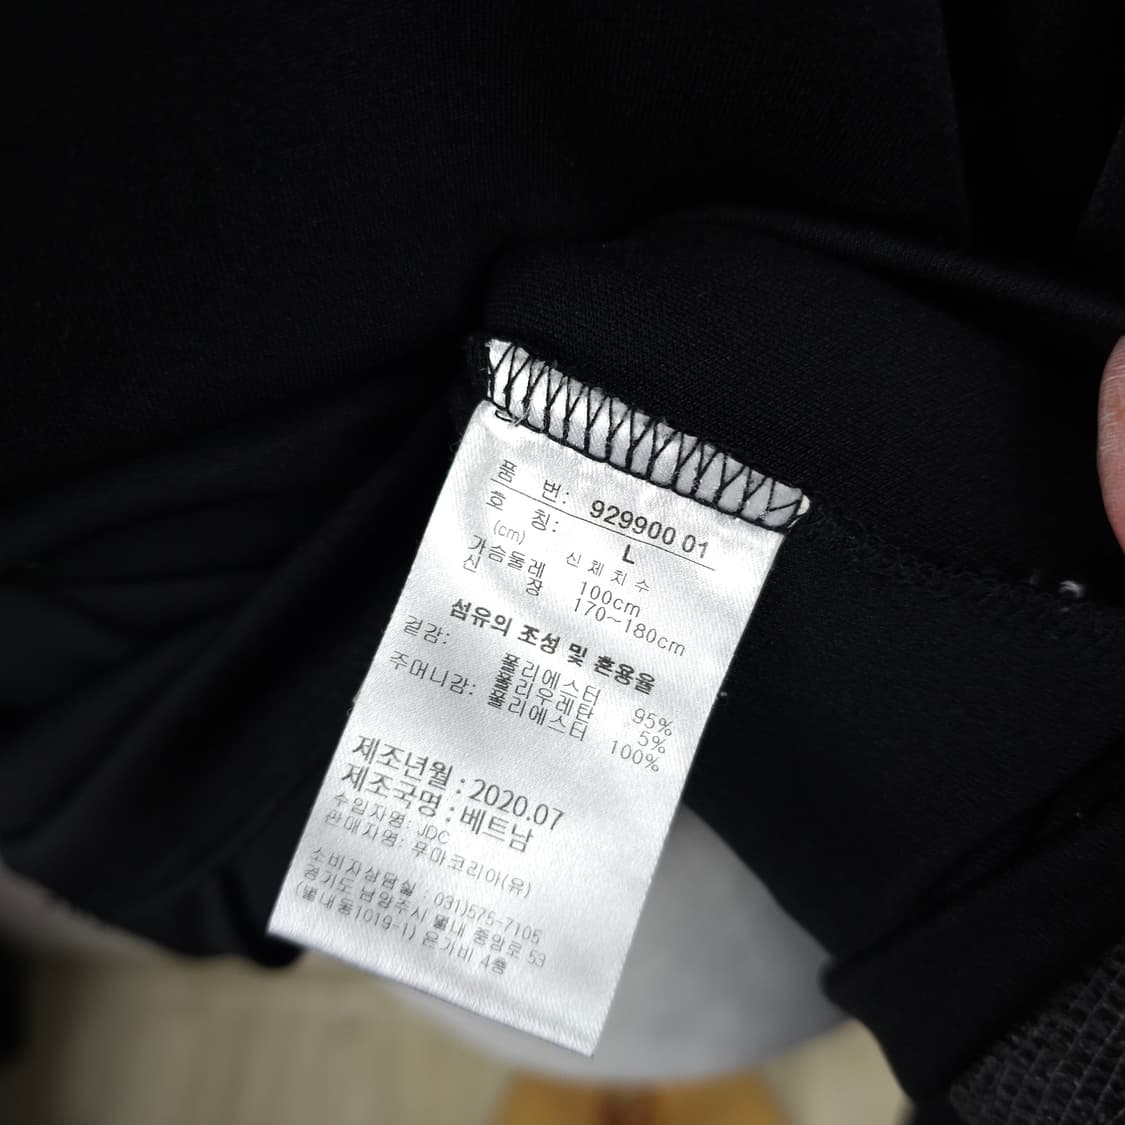 품 번: 929900 01
호 칭: L
(cm) 신 체 치 수
가슴둘레 100cm
신 장 170~180cm
섬유의 조성 및 혼용율
겉감: 폴리에스터 95%
폴리우레탄 5%
주머니감: 폴리에스터 100%
제조년월 : 2020.07
제조국명 : 베트남
수입자명: JDC
판매자명: 푸마코리아(유)
소비자상담실 : 031)575-7105
경기도 남양주시 별내 중앙로 53
(별내동1019-1) 온가비 4층